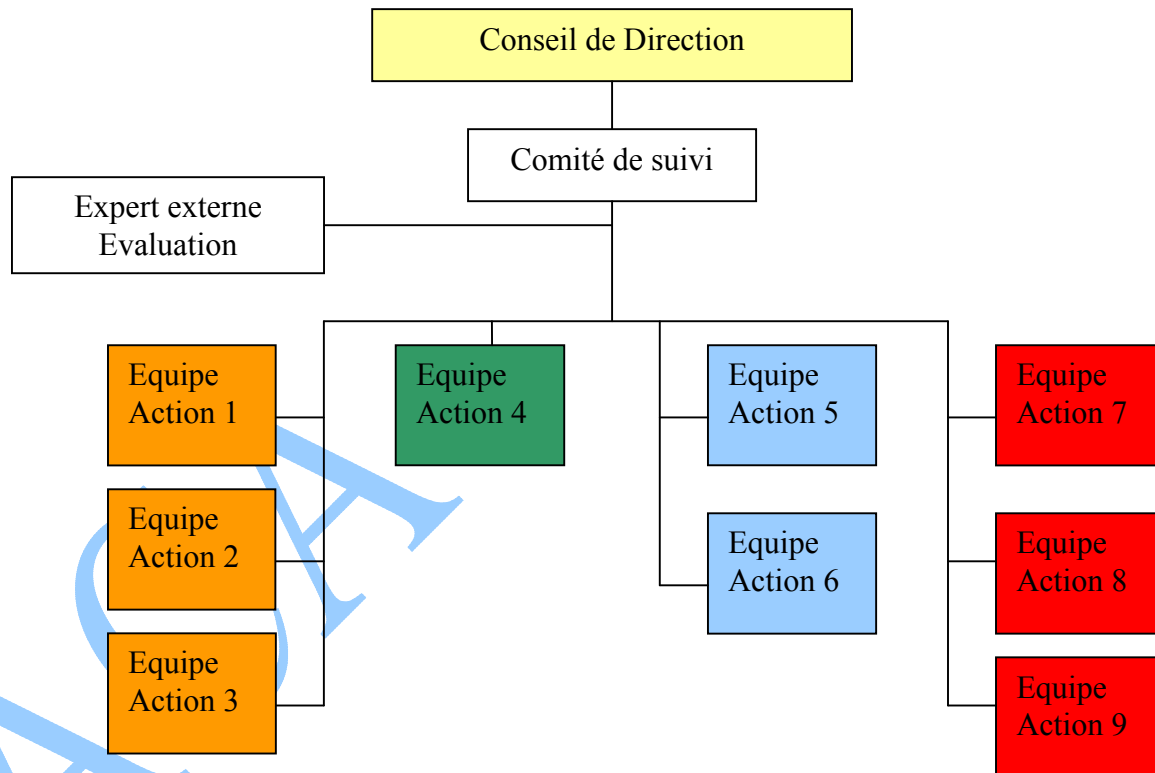 Conseil de Direction
Comité de suivi
Expert externe
Evaluation
Equipe
Action 1
Equipe
Action 4
Equipe
Action 5
Equipe
Action 7
Equipe
Action 2
Equipe
Action 6
Equipe
Action 8
Equipe
Action 3
Equipe
Action 9